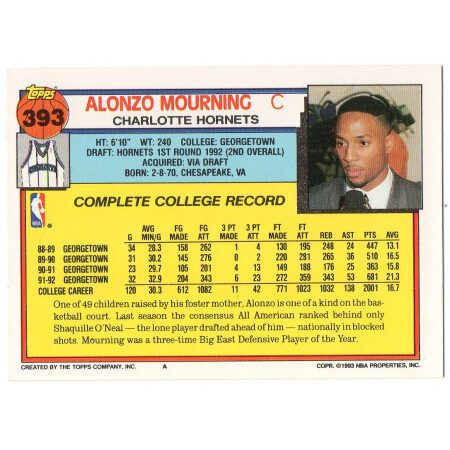 Topps
393
ALONZO MOURNING C
CHARLOTTE HORNETS
HT: 6'10" WT: 240 COLLEGE: GEORGETOWN
DRAFT: HORNETS 1ST ROUND 1992 (2ND OVERALL)
ACQUIRED: VIA DRAFT
BORN: 2-8-70, CHESAPEAKE, VA
NBA
COMPLETE COLLEGE RECORD
G AVG MIN/G FG MADE FG ATT 3 PT MADE 3 PT ATT FT MADE FT ATT REB AST PTS AVG
88-89 GEORGETOWN 34 28.3 158 262 1 4 130 195 248 24 447 13.1
89-90 GEORGETOWN 31 30.2 145 276 0 2 220 281 265 36 510 16.5
90-91 GEORGETOWN 23 29.7 105 201 4 13 149 188 176 25 363 15.8
91-92 GEORGETOWN 32 33.0 204 343 6 23 272 359 343 53 681 21.3
COLLEGE CAREER 120 30.3 612 1082 11 42 771 1023 1032 138 2001 16.7
One of 49 children raised by his foster mother, Alonzo is one of a kind on the bas-
ketball court. Last season the consensus All American ranked behind only
Shaquille O'Neal — the lone player drafted ahead of him — nationally in blocked
shots. Mourning was a three-time Big East Defensive Player of the Year.
CREATED BY THE TOPPS COMPANY, INC. A COPR. ©1993 NBA PROPERTIES, INC.